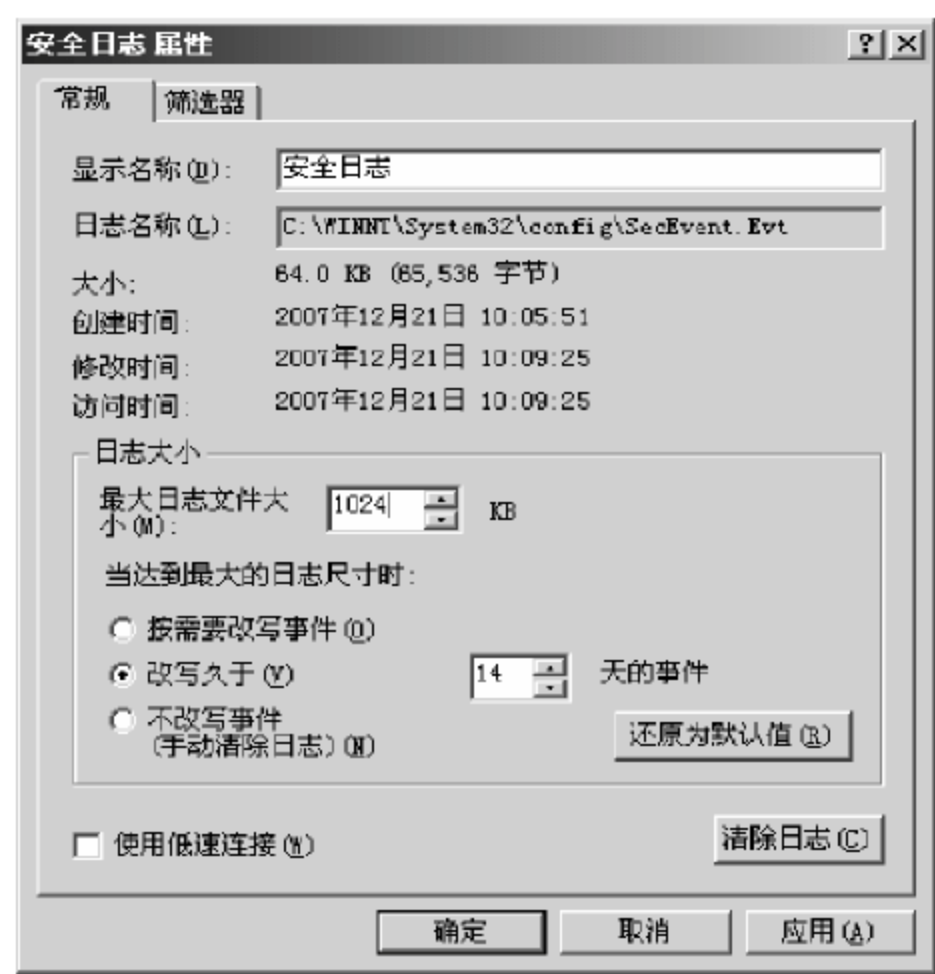 安全日志 属性
常规 筛选器
显示名称(D): 安全日志
日志名称(L): C:\WINNT\System32\config\SecEvent.Evt
大小: 64.0 KB (65,536 字节)
创建时间: 2007年12月21日 10:05:51
修改时间: 2007年12月21日 10:09:25
访问时间: 2007年12月21日 10:09:25
日志大小
最大日志文件大
小(M): 1024 KB
当达到最大的日志尺寸时:
按需要改写事件(O)
改写久于(V) 14 天的事件
不改写事件
(手动清除日志)(N)
还原为默认值(R)
使用低速连接(W)
清除日志(C)
确定 取消 应用(A)